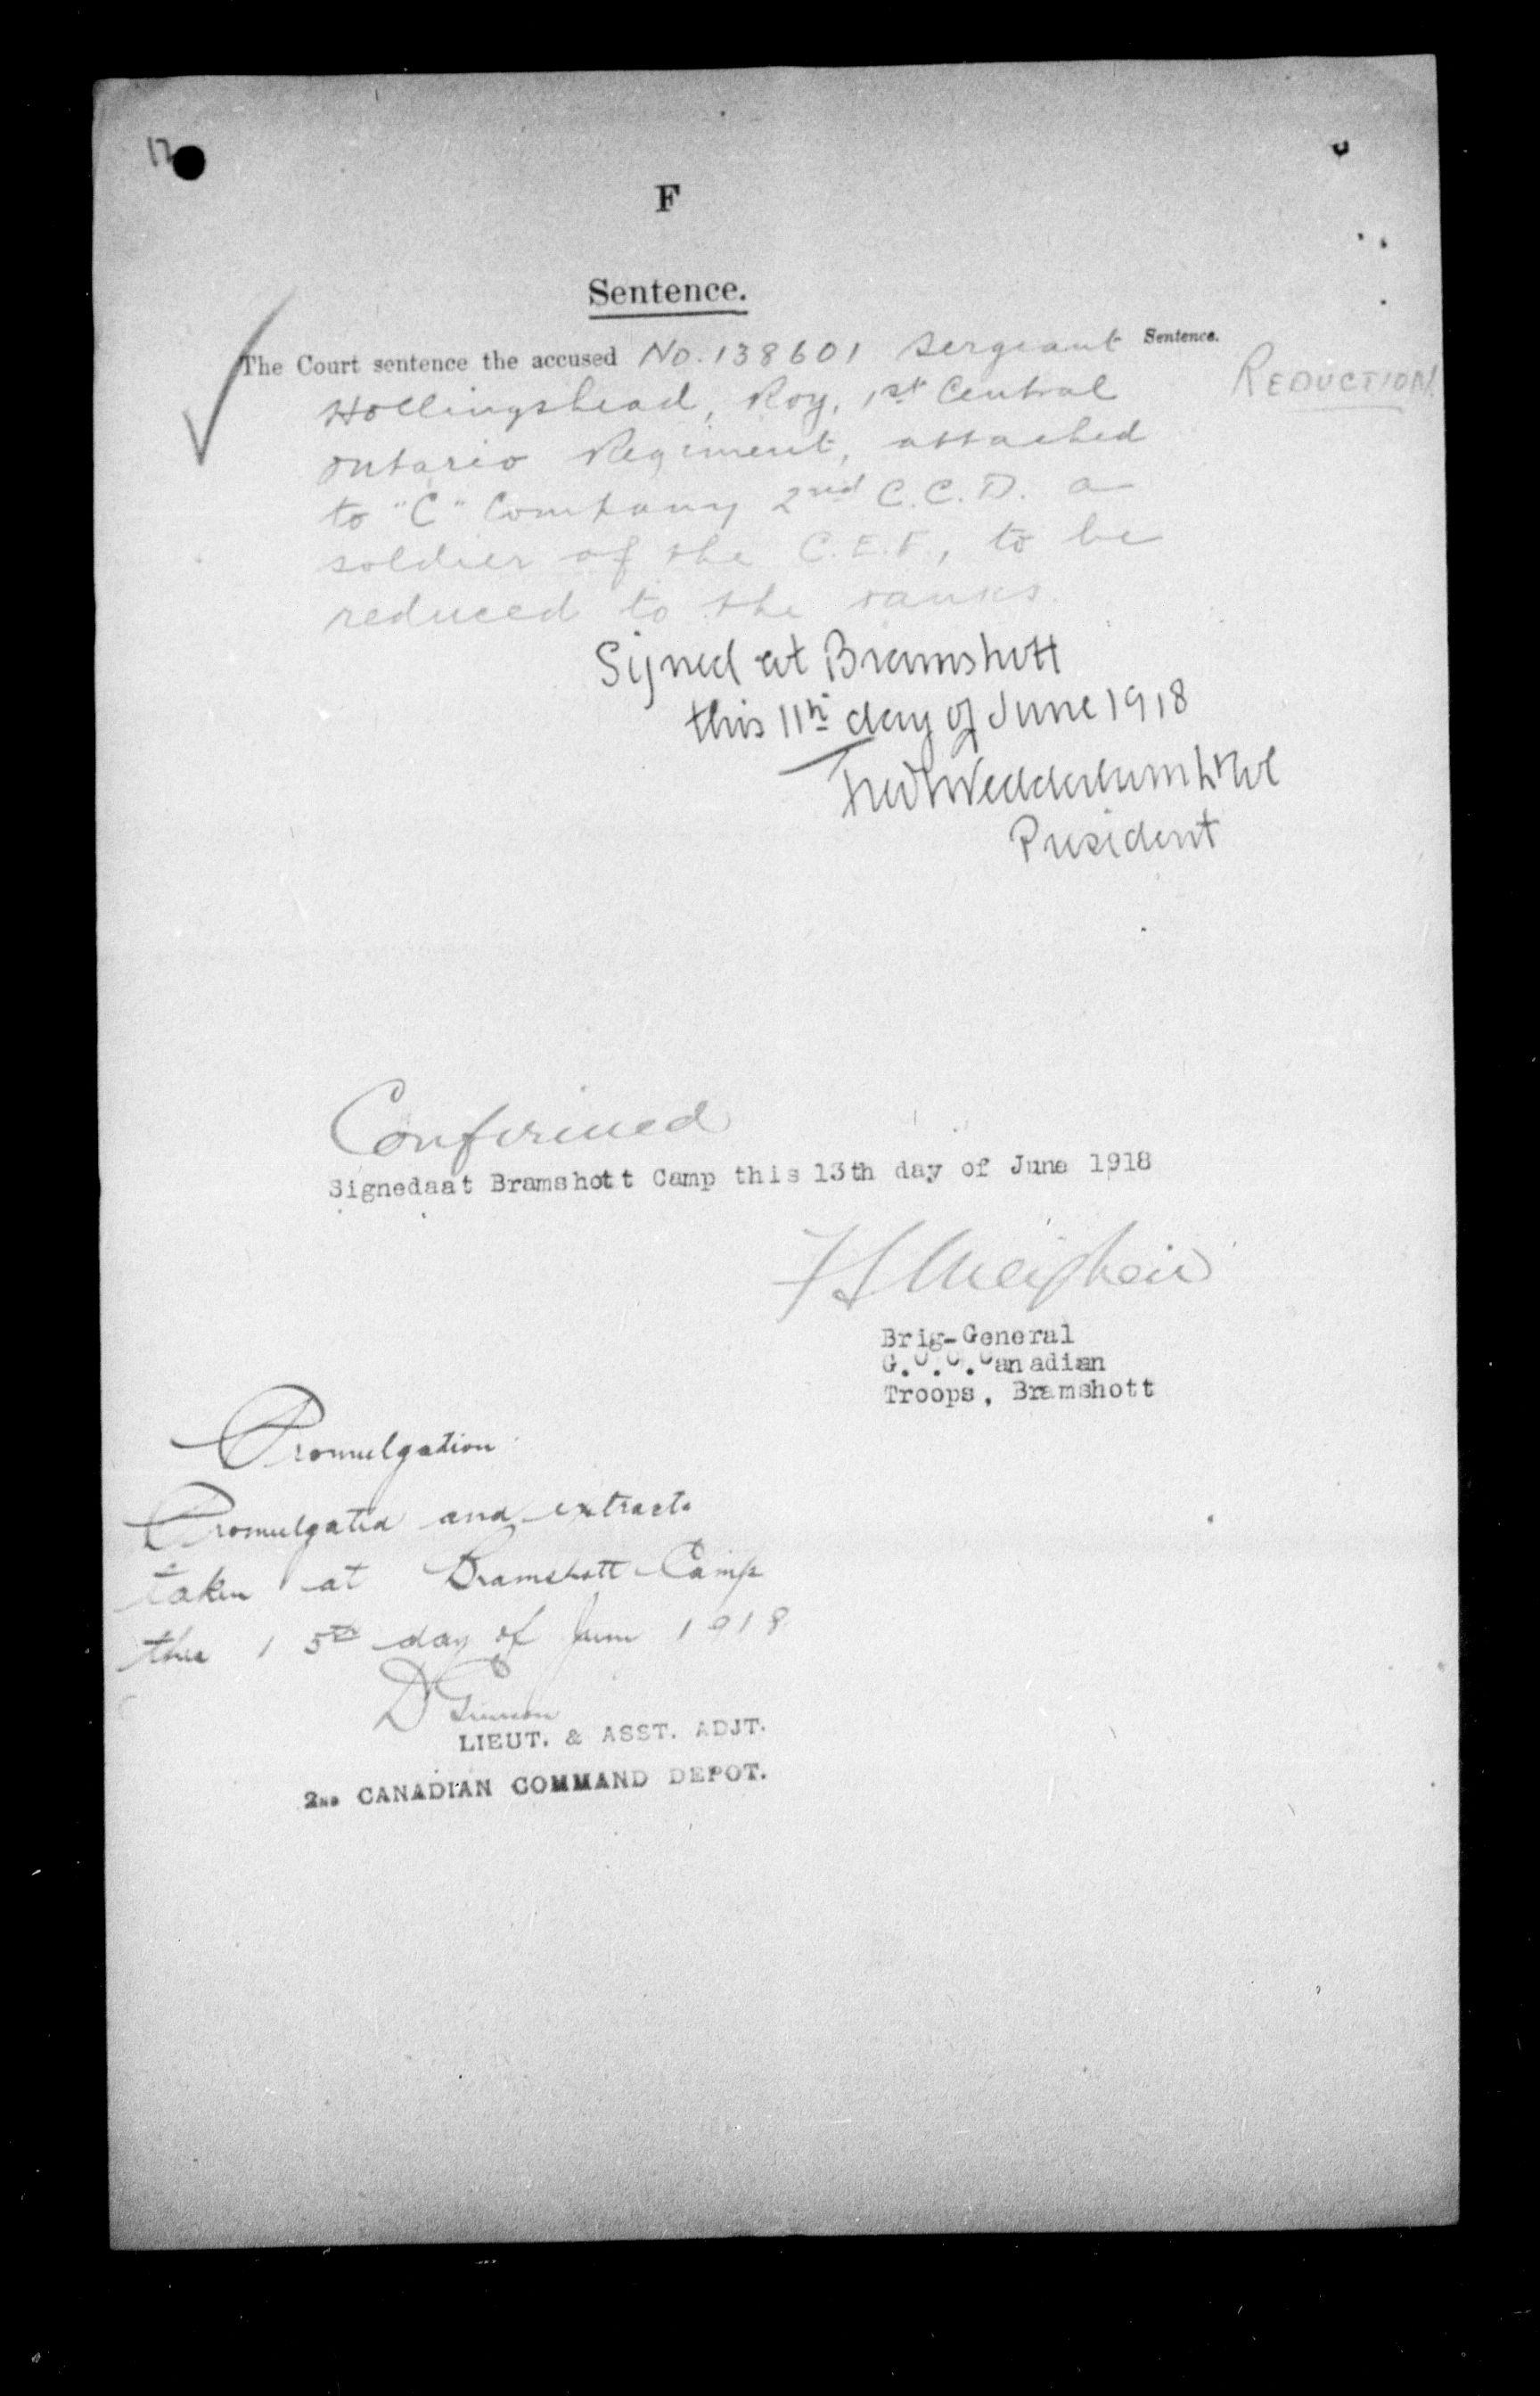 17
F
Sentence.
The Court sentence the accused No. 138601 Sergeant
Sentence.
REDUCTION.
Hollingshead, Roy, 1st Central
Ontario Regiment, attached
to "C" Company 2nd C.C.D. a
soldier of the C.E.F., to be
reduced to the ranks.
Signed at Bramshott
this 11th day of June 1918
President
Confirmed
Signedaat Bramshott Camp this 13th day of June 1918
F S Meighen
Brig-General
G.O.C.Canadian
Troops, Bramshott
Promulgation
Promulgated and extracts
taken at Bramshott Camp
this 15th day of June 1918
LIEUT. & ASST. ADJT.
2ND CANADIAN COMMAND DEPOT.